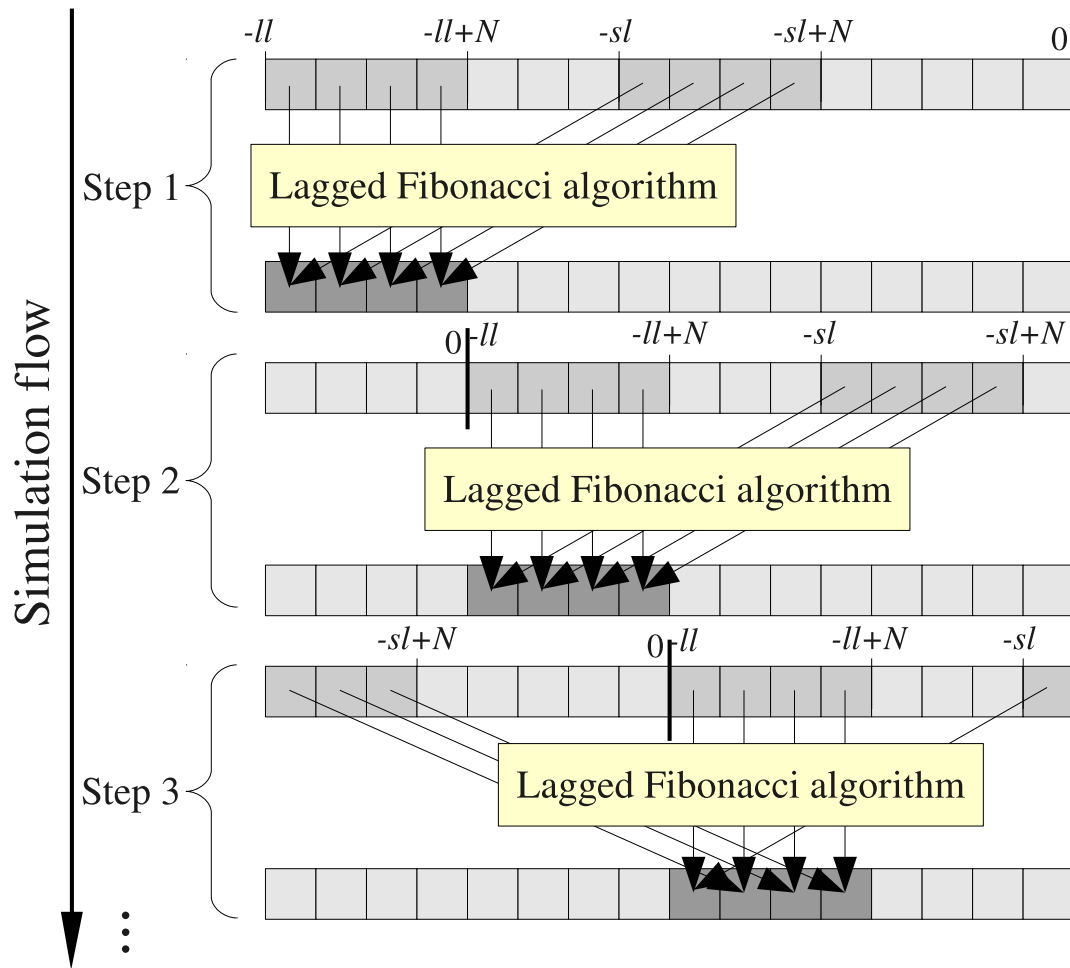 -ll -ll+N -sl -sl+N 0
Step 1
Lagged Fibonacci algorithm
0 -ll -ll+N -sl -sl+N
Step 2
Lagged Fibonacci algorithm
-sl+N 0 -ll -ll+N -sl
Step 3
Lagged Fibonacci algorithm
Simulation flow
...